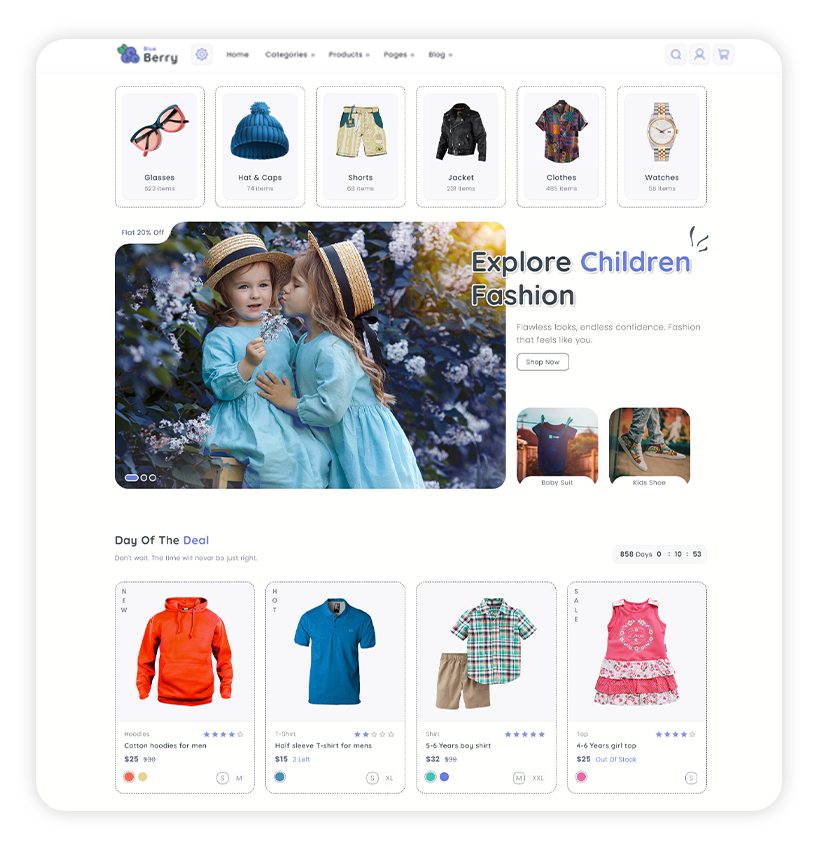 Blue
Berry
Home Categories Products Pages Blog
Glasses
623 items
Hat & Caps
74 items
Shorts
68 items
Jacket
231 items
Clothes
485 items
Watches
56 items
Flat 20% Off
Explore Children
Fashion
Flawless looks, endless confidence. Fashion
that feels like you.
Shop Now
Baby Suit
Kids Shoe
Day Of The Deal
Don't wait. The time will never be just right.
858 Days 0 : 10 : 53
NEW
Hoodies
Cotton hoodies for men
$25 $30
S M
HOT
T-Shirt
Half sleeve T-shirt for mens
$15 3 Left
S XL
Shirt
5-6 Years boy shirt
$32 $39
M XXL
SALE
Top
4-6 Years girl top
$25 Out Of Stock
S